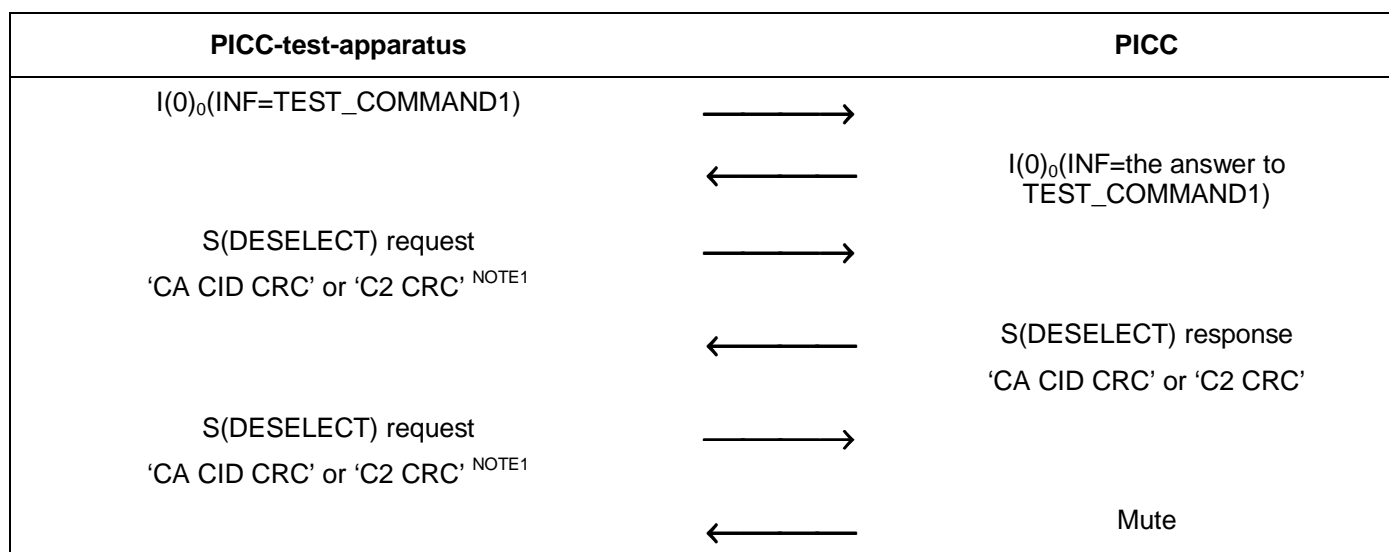 PICC-test-apparatus PICC
I(0)₀(INF=TEST_COMMAND1)
I(0)₀(INF=the answer to
TEST_COMMAND1)
S(DESELECT) request
‘CA CID CRC’ or ‘C2 CRC’ NOTE1
S(DESELECT) response
‘CA CID CRC’ or ‘C2 CRC’
S(DESELECT) request
‘CA CID CRC’ or ‘C2 CRC’ NOTE1
Mute